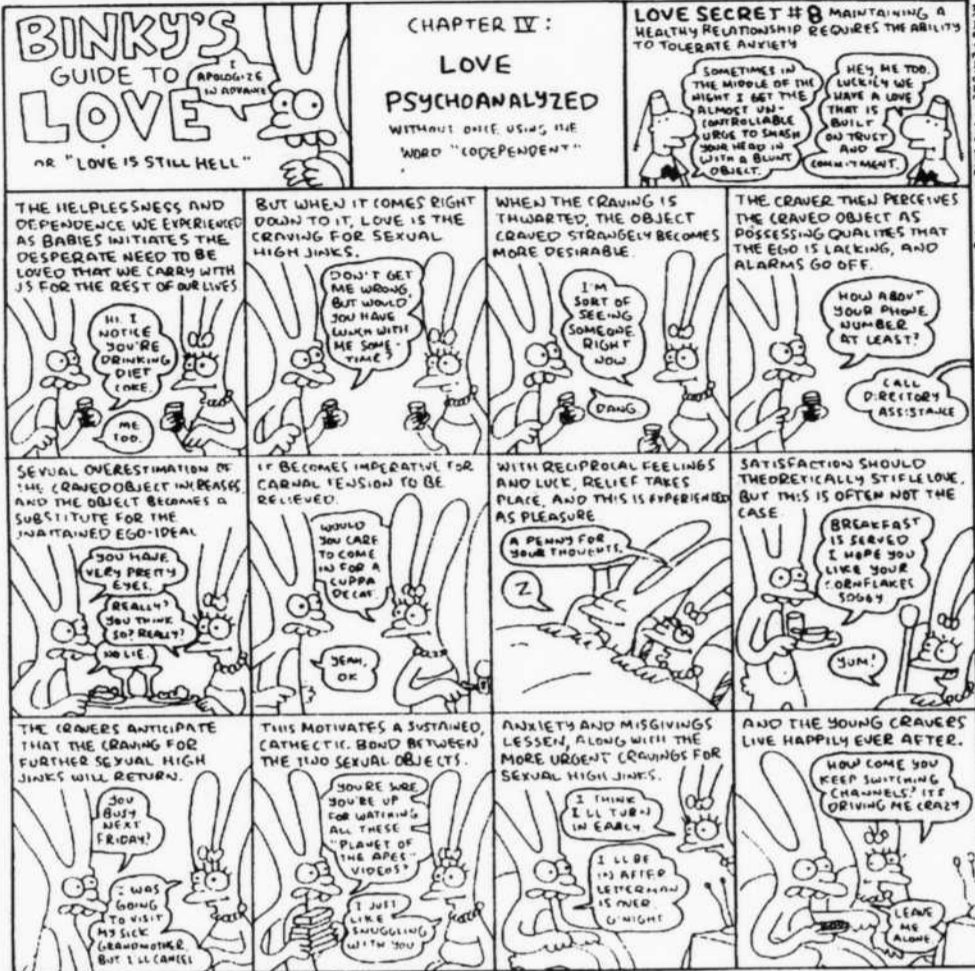 BINKY'S
GUIDE TO
LOVE
OR "LOVE IS STILL HELL"
I
APOLOGIZE
IN ADVANCE
CHAPTER IV:
LOVE
PSYCHOANALYZED
WITHOUT ONCE USING THE
WORD "CODEPENDENT"
LOVE SECRET #8 MAINTAINING A
HEALTHY RELATIONSHIP REQUIRES THE ABILITY
TO TOLERATE ANXIETY
SOMETIMES IN
THE MIDDLE OF THE
NIGHT I GET THE
ALMOST UN-
CONTROLLABLE
URGE TO SMASH
YOUR HEAD IN
WITH A BLUNT
OBJECT.
HEY, ME TOO.
LUCKILY WE
HAVE A LOVE
THAT IS
BUILT
ON TRUST
AND
COMMITMENT.
THE HELPLESSNESS AND
DEPENDENCE WE EXPERIENCED
AS BABIES INITIATES THE
DESPERATE NEED TO BE
LOVED THAT WE CARRY WITH
US FOR THE REST OF OUR LIVES
HI. I
NOTICE
YOU'RE
DRINKING
DIET
COKE.
ME
TOO.
BUT WHEN IT COMES RIGHT
DOWN TO IT, LOVE IS THE
CRAVING FOR SEXUAL
HIGH JINKS.
DON'T GET
ME WRONG,
BUT WOULD
YOU HAVE
LUNCH WITH
ME SOME-
TIME?
WHEN THE CRAVING IS
THWARTED, THE OBJECT
CRAVED STRANGELY BECOMES
MORE DESIRABLE.
I'M
SORT OF
SEEING
SOMEONE
RIGHT
NOW
DANG
THE CRAVER THEN PERCEIVES
THE CRAVED OBJECT AS
POSSESSING QUALITES THAT
THE EGO IS LACKING, AND
ALARMS GO OFF.
HOW ABOUT
YOUR PHONE
NUMBER
AT LEAST?
CALL
DIRECTORY
ASSISTANCE
SEXUAL OVERESTIMATION OF
THE CRAVED OBJECT INCREASES,
AND THE OBJECT BECOMES A
SUBSTITUTE FOR THE
UNATTAINED EGO-IDEAL
YOU HAVE
VERY PRETTY
EYES.
REALLY?
YOU THINK
SO? REALLY?
NO LIE.
IT BECOMES IMPERATIVE FOR
CARNAL TENSION TO BE
RELIEVED.
WOULD
YOU CARE
TO COME
IN FOR A
CUPPA
DECAF.
YEAH,
OK
WITH RECIPROCAL FEELINGS
AND LUCK, RELIEF TAKES
PLACE, AND THIS IS EXPERIENCED
AS PLEASURE
A PENNY FOR
YOUR THOUGHTS.
Z
SATISFACTION SHOULD
THEORETICALLY STIFLE LOVE,
BUT THIS IS OFTEN NOT THE
CASE
BREAKFAST
IS SERVED
I HOPE YOU
LIKE YOUR
CORNFLAKES
SOGGY
YUM!
THE CRAVERS ANTICIPATE
THAT THE CRAVING FOR
FURTHER SEXUAL HIGH
JINKS WILL RETURN.
YOU
BUSY
NEXT
FRIDAY?
I WAS
GOING
TO VISIT
MY SICK
GRANDMOTHER,
BUT I'LL CANCEL
THIS MOTIVATES A SUSTAINED,
CATHECTIC BOND BETWEEN
THE TWO SEXUAL OBJECTS.
YOU'RE SURE
YOU'RE UP
FOR WATCHING
ALL THESE
"PLANET OF
THE APES"
VIDEOS?
I JUST
LIKE
SNUGGLING
WITH YOU
ANXIETY AND MISGIVINGS
LESSEN, ALONG WITH THE
MORE URGENT CRAVINGS FOR
SEXUAL HIGH JINKS.
I THINK
I'LL TURN
IN EARLY.
I'LL BE
IN AFTER
LETTERMAN
IS OVER.
G'NIGHT
AND THE YOUNG CRAVERS
LIVE HAPPILY EVER AFTER.
HOW COME YOU
KEEP SWITCHING
CHANNELS? IT'S
DRIVING ME CRAZY
LEAVE
ME
ALONE